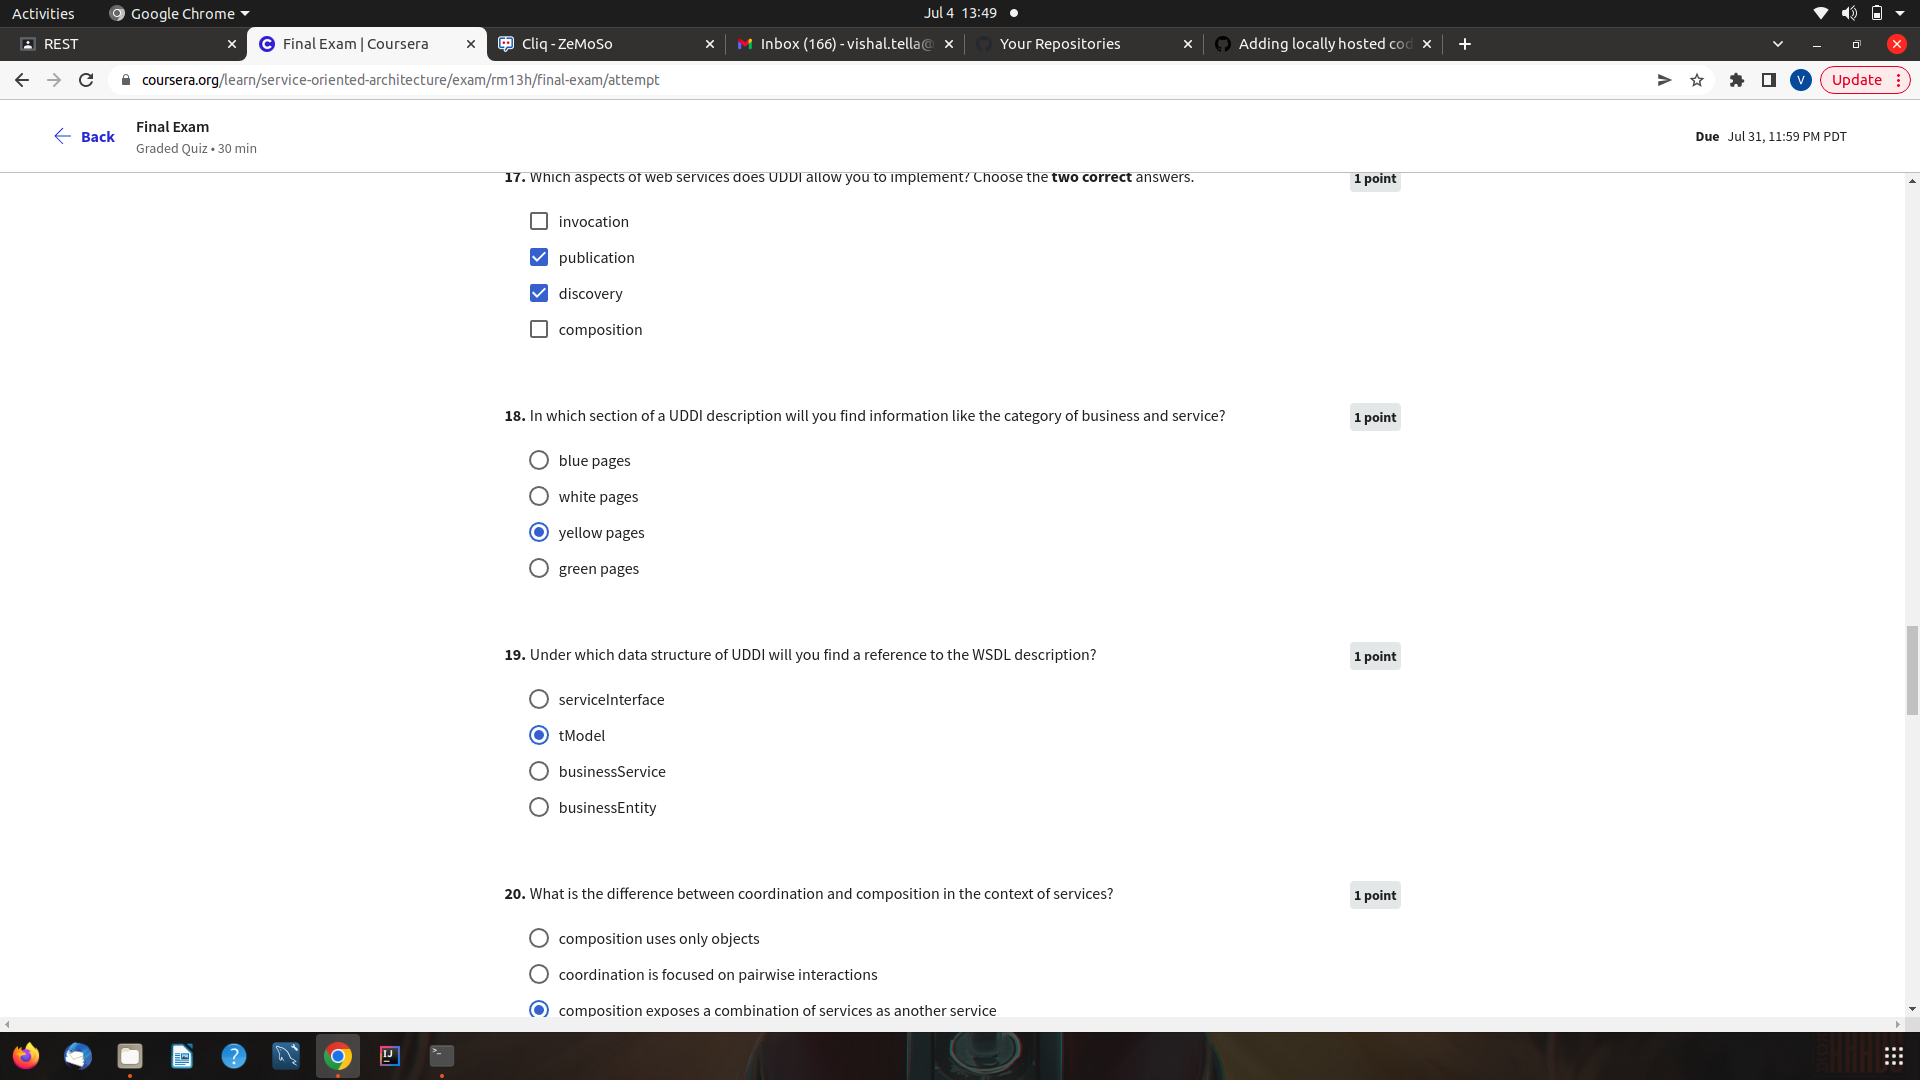 Activities Google Chrome Jul 4 13:49
REST Final Exam | Coursera Cliq - ZeMoSo Inbox (166) - vishal.tella@ Your Repositories Adding locally hosted cod
coursera.org/learn/service-oriented-architecture/exam/rm13h/final-exam/attempt V Update
Back Final Exam
Graded Quiz • 30 min
Due Jul 31, 11:59 PM PDT
17. Which aspects of web services does UDDI allow you to implement? Choose the two correct answers. 1 point
invocation
publication
discovery
composition
18. In which section of a UDDI description will you find information like the category of business and service? 1 point
blue pages
white pages
yellow pages
green pages
19. Under which data structure of UDDI will you find a reference to the WSDL description? 1 point
serviceInterface
tModel
businessService
businessEntity
20. What is the difference between coordination and composition in the context of services? 1 point
composition uses only objects
coordination is focused on pairwise interactions
composition exposes a combination of services as another service